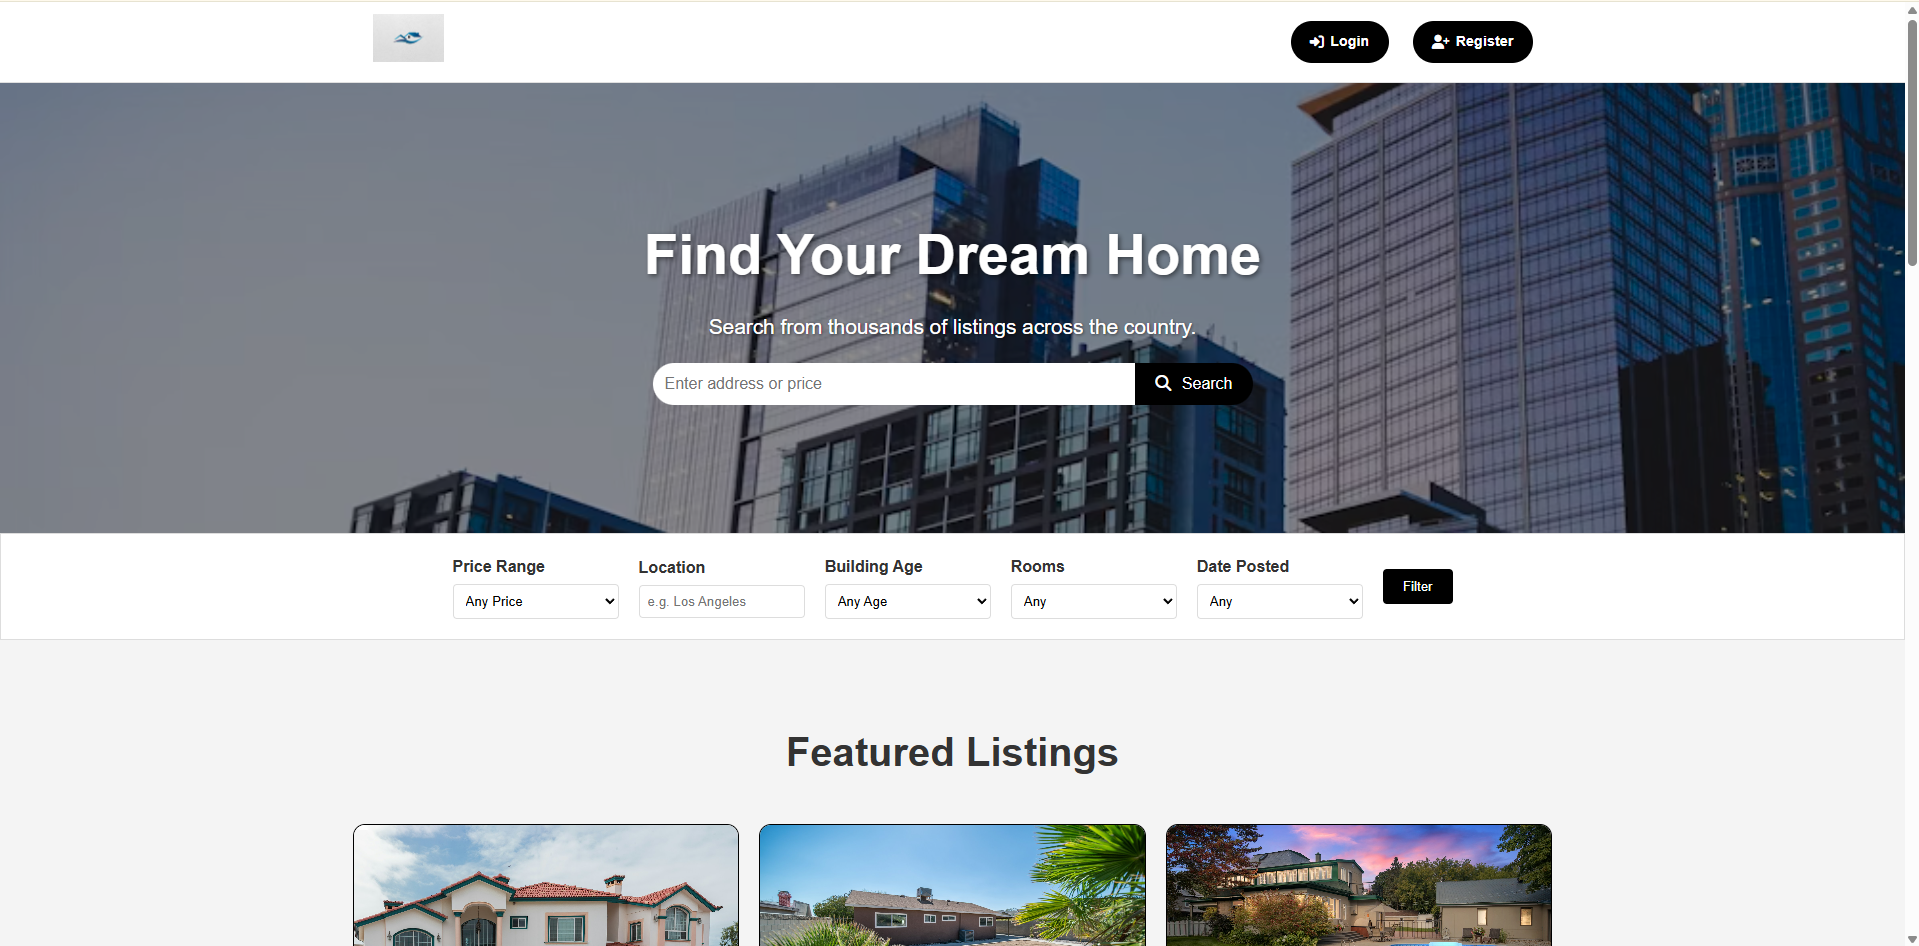 Login
Register
Find Your Dream Home
Search from thousands of listings across the country.
Enter address or price
Search
Price Range
Location
Building Age
Rooms
Date Posted
Any Price
e.g. Los Angeles
Any Age
Any
Any
Filter
Featured Listings